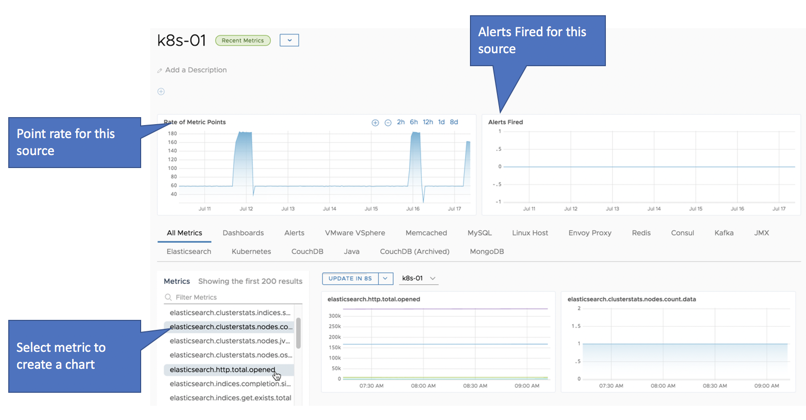 Alerts Fired for this
source
k8s-01 Recent Metrics
Add a Description
Point rate for this
source
Rate of Metric Points 2h 6h 12h 1d 8d
180
160
140
120
100
80
60
40
Jul 11 Jul 12 Jul 13 Jul 14 Jul 15 Jul 16 Jul 17
Alerts Fired
1
.5
0
-.5
-1
Jul 11 Jul 12 Jul 13 Jul 14 Jul 15 Jul 16 Jul 17
All Metrics Dashboards Alerts VMware VSphere Memcached MySQL Linux Host Envoy Proxy Redis Consul Kafka JMX
Elasticsearch Kubernetes CouchDB Java CouchDB (Archived) MongoDB
Metrics Showing the first 200 results
Filter Metrics
elasticsearch.clusterstats.indices.s...
elasticsearch.clusterstats.nodes.co...
elasticsearch.clusterstats.nodes.jv...
elasticsearch.clusterstats.nodes.os...
elasticsearch.http.total.opened
elasticsearch.indices.completion.si...
elasticsearch.indices.get.exists.total
Select metric to
create a chart
UPDATE IN 8S k8s-01
elasticsearch.http.total.opened
300k
250k
200k
150k
100k
50k
0
07:30 AM 08:00 AM 08:30 AM 09:00 AM
elasticsearch.clusterstats.nodes.count.data
2
1.5
1
.5
0
07:30 AM 08:00 AM 08:30 AM 09:00 AM